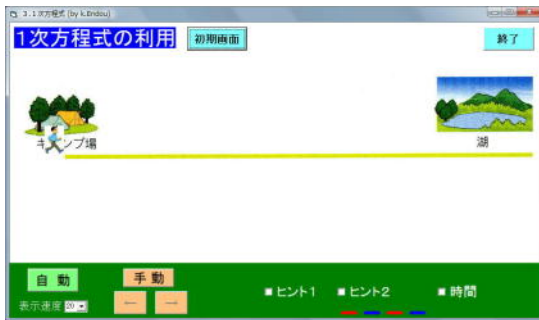 3.1次方程式 (by k.Endou)
1次方程式の利用 初期画面 終了
キャンプ場 湖
自動 手動
表示速度 20 ← →
ヒント1 ヒント2 時間